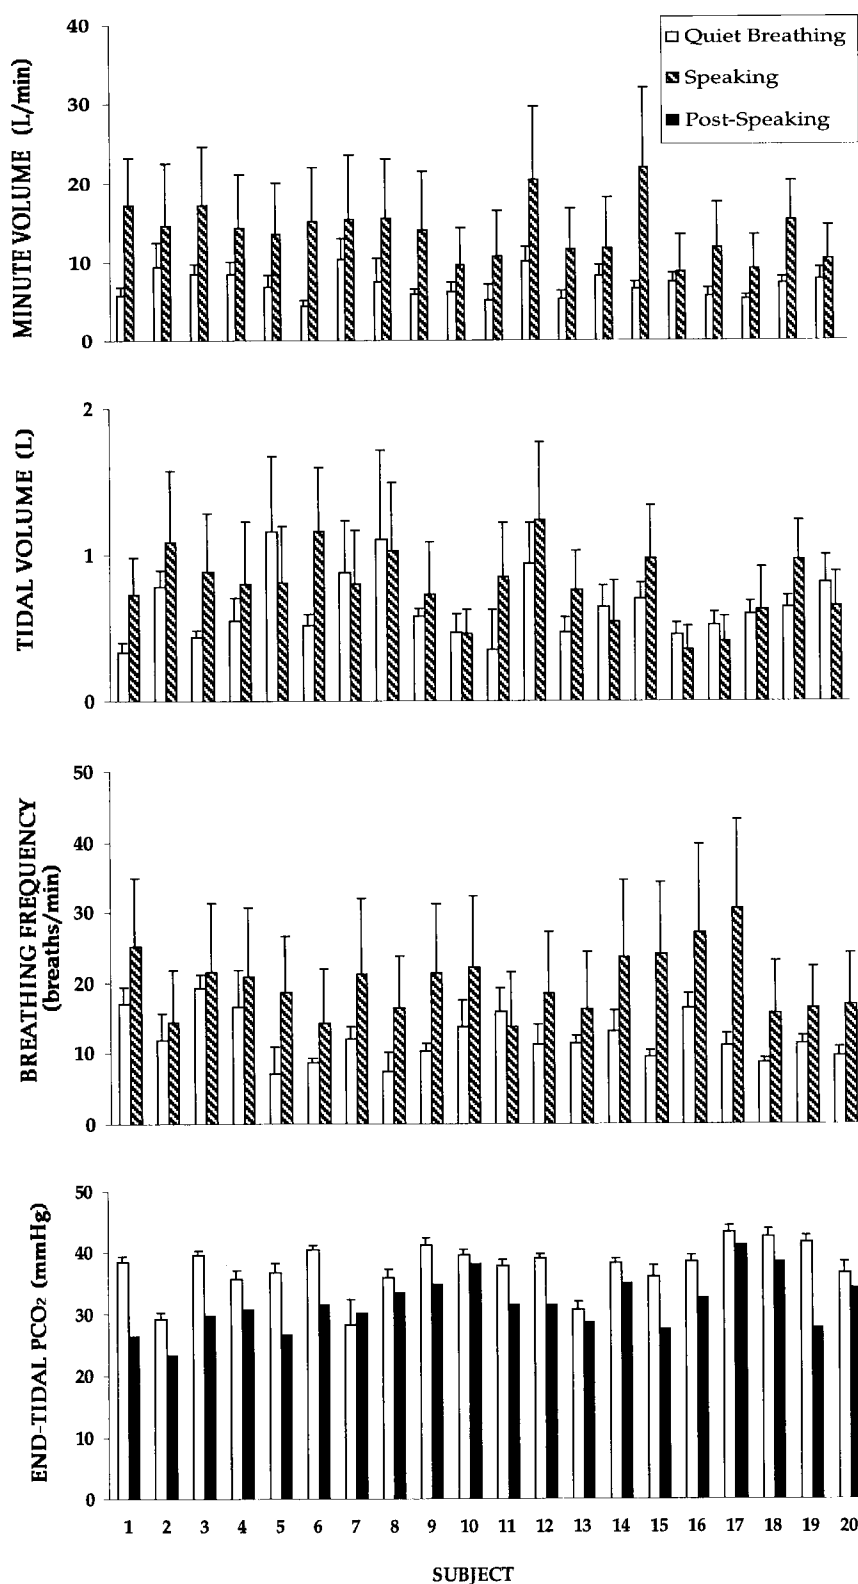 Quiet Breathing
Speaking
Post-Speaking
MINUTE VOLUME (L/min)
40
30
20
10
0
TIDAL VOLUME (L)
2
1
0
BREATHING FREQUENCY
(breaths/min)
50
40
30
20
10
0
END-TIDAL PCO₂ (mmHg)
50
40
30
20
10
0
1 2 3 4 5 6 7 8 9 10 11 12 13 14 15 16 17 18 19 20
SUBJECT